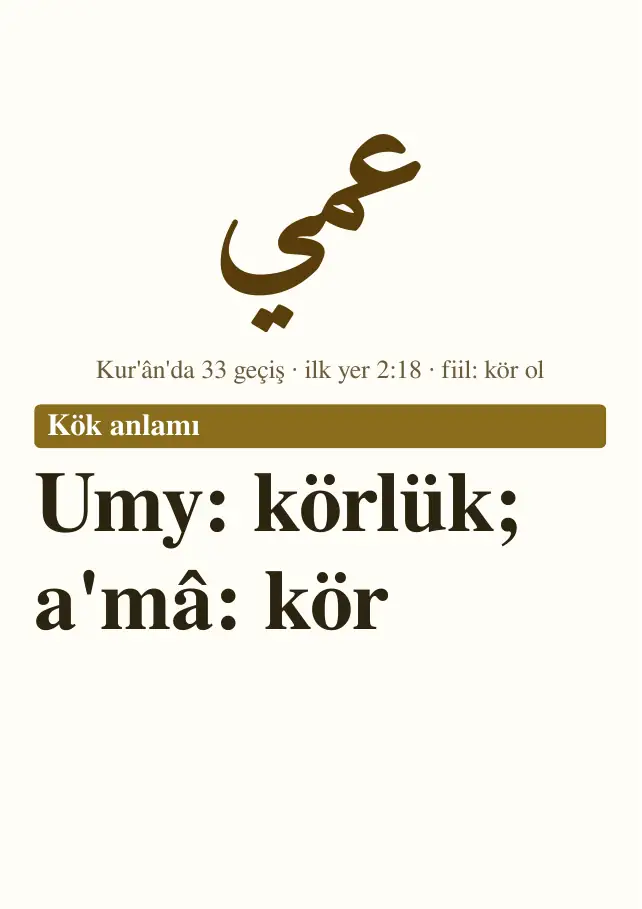 عمي
Kur'ân'da 33 geçiş · ilk yer 2:18 · fiil: kör ol
Kök anlamı
Umy: körlük;
a'mâ: kör